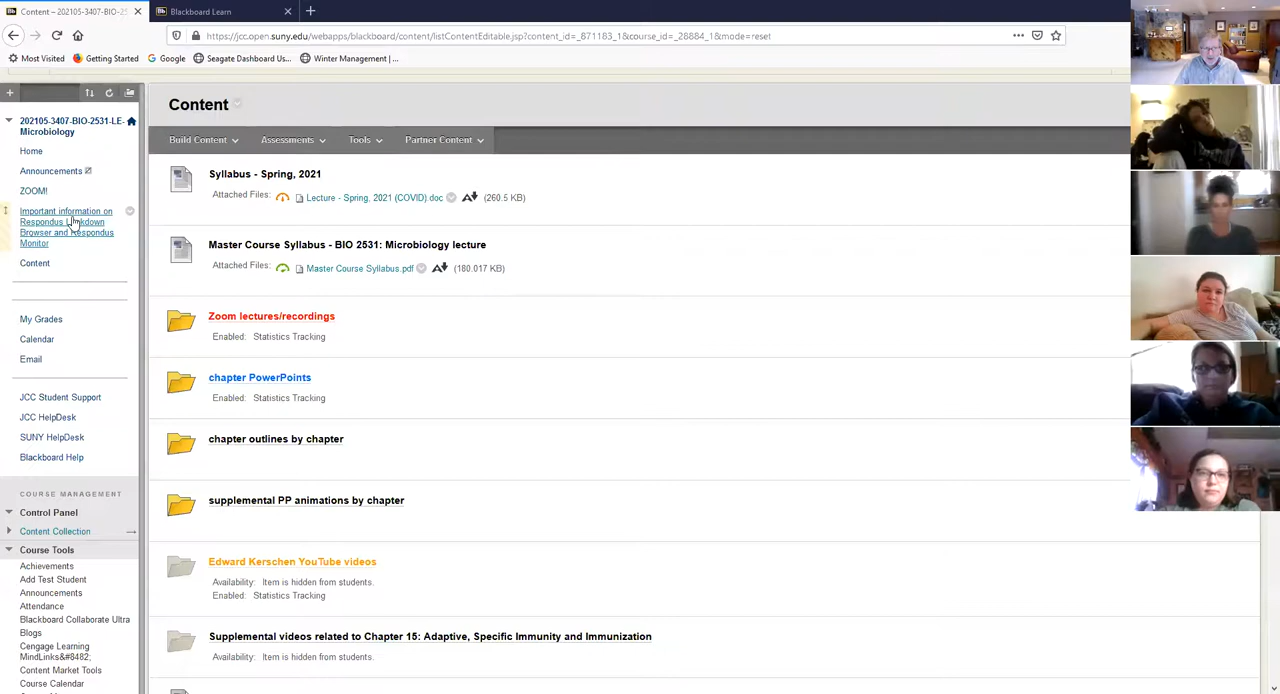 Content – 202105-3407-BIO-2531-
Blackboard Learn
https://jcc.open.suny.edu/webapps/blackboard/content/listContentEditable.jsp?content_id=_871183_1&course_id=_28884_1&mode=reset
Most Visited
Getting Started
Google
Seagate Dashboard Us...
Winter Management | ...
202105-3407-BIO-2531-LE-
Microbiology
Home
Announcements
ZOOM!
Important information on
Respondus Lockdown
Browser and Respondus
Monitor
Content
My Grades
Calendar
Email
JCC Student Support
JCC HelpDesk
SUNY HelpDesk
Blackboard Help
COURSE MANAGEMENT
Control Panel
Content Collection
Course Tools
Achievements
Add Test Student
Announcements
Attendance
Blackboard Collaborate Ultra
Blogs
Cengage Learning
MindLinks&#8482;
Content Market Tools
Course Calendar
Content
Build Content
Assessments
Tools
Partner Content
Syllabus - Spring, 2021
Attached Files: Lecture - Spring, 2021 (COVID).doc (260.5 KB)
Master Course Syllabus - BIO 2531: Microbiology lecture
Attached Files: Master Course Syllabus.pdf (180.017 KB)
Zoom lectures/recordings
Enabled: Statistics Tracking
chapter PowerPoints
Enabled: Statistics Tracking
chapter outlines by chapter
supplemental PP animations by chapter
Edward Kerschen YouTube videos
Availability: Item is hidden from students.
Enabled: Statistics Tracking
Supplemental videos related to Chapter 15: Adaptive, Specific Immunity and Immunization
Availability: Item is hidden from students.